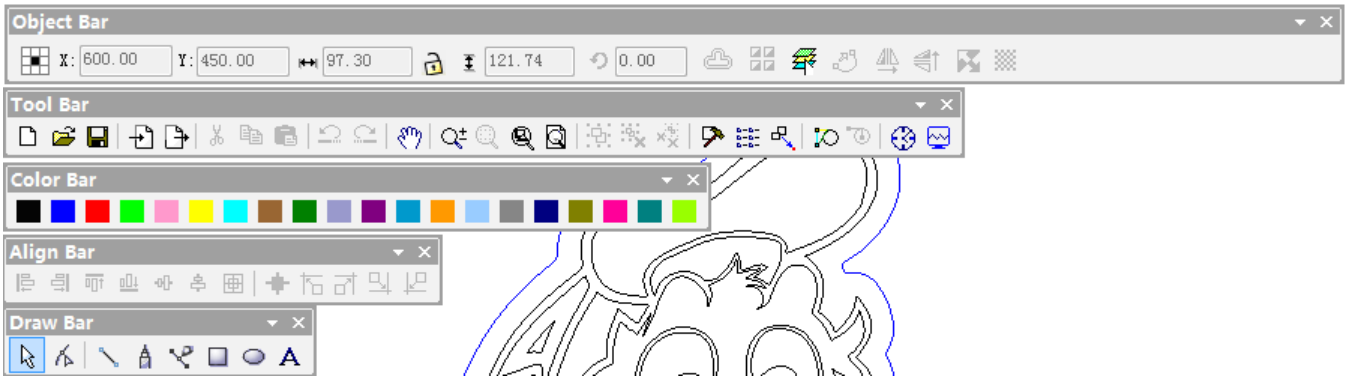 Object Bar
X: 600.00 Y: 450.00 97.30 121.74 0.00
Tool Bar
Color Bar
Align Bar
Draw Bar
A